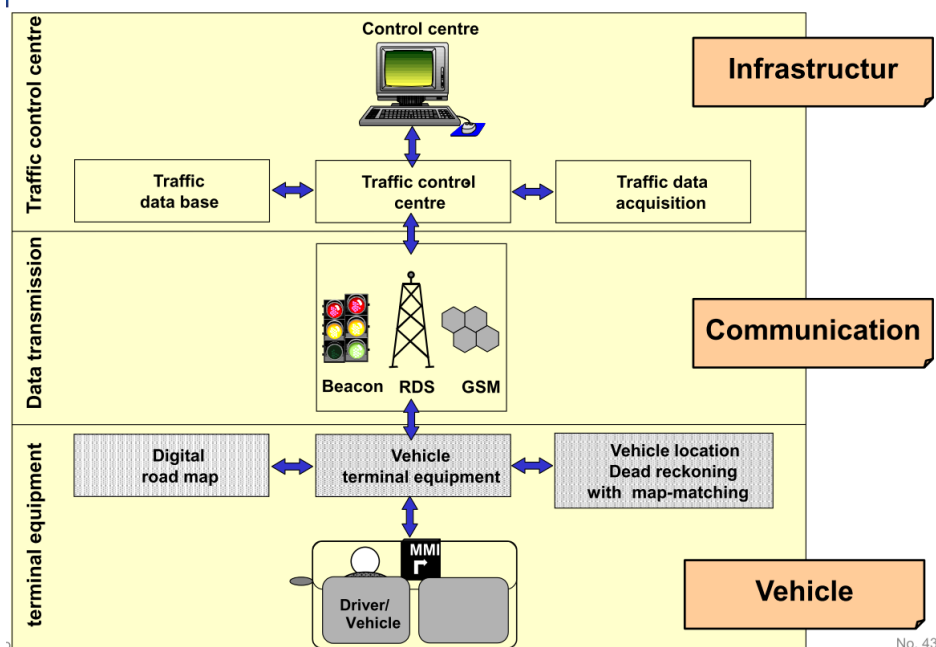 Traffic control centre
Control centre
Infrastructur
Traffic
data base
Traffic control
centre
Traffic data
acquisition
Data transmission
Beacon RDS GSM
Communication
terminal equipment
Digital
road map
Vehicle
terminal equipment
Vehicle location
Dead reckoning
with map-matching
MMI
Driver/
Vehicle
Vehicle
No. 43